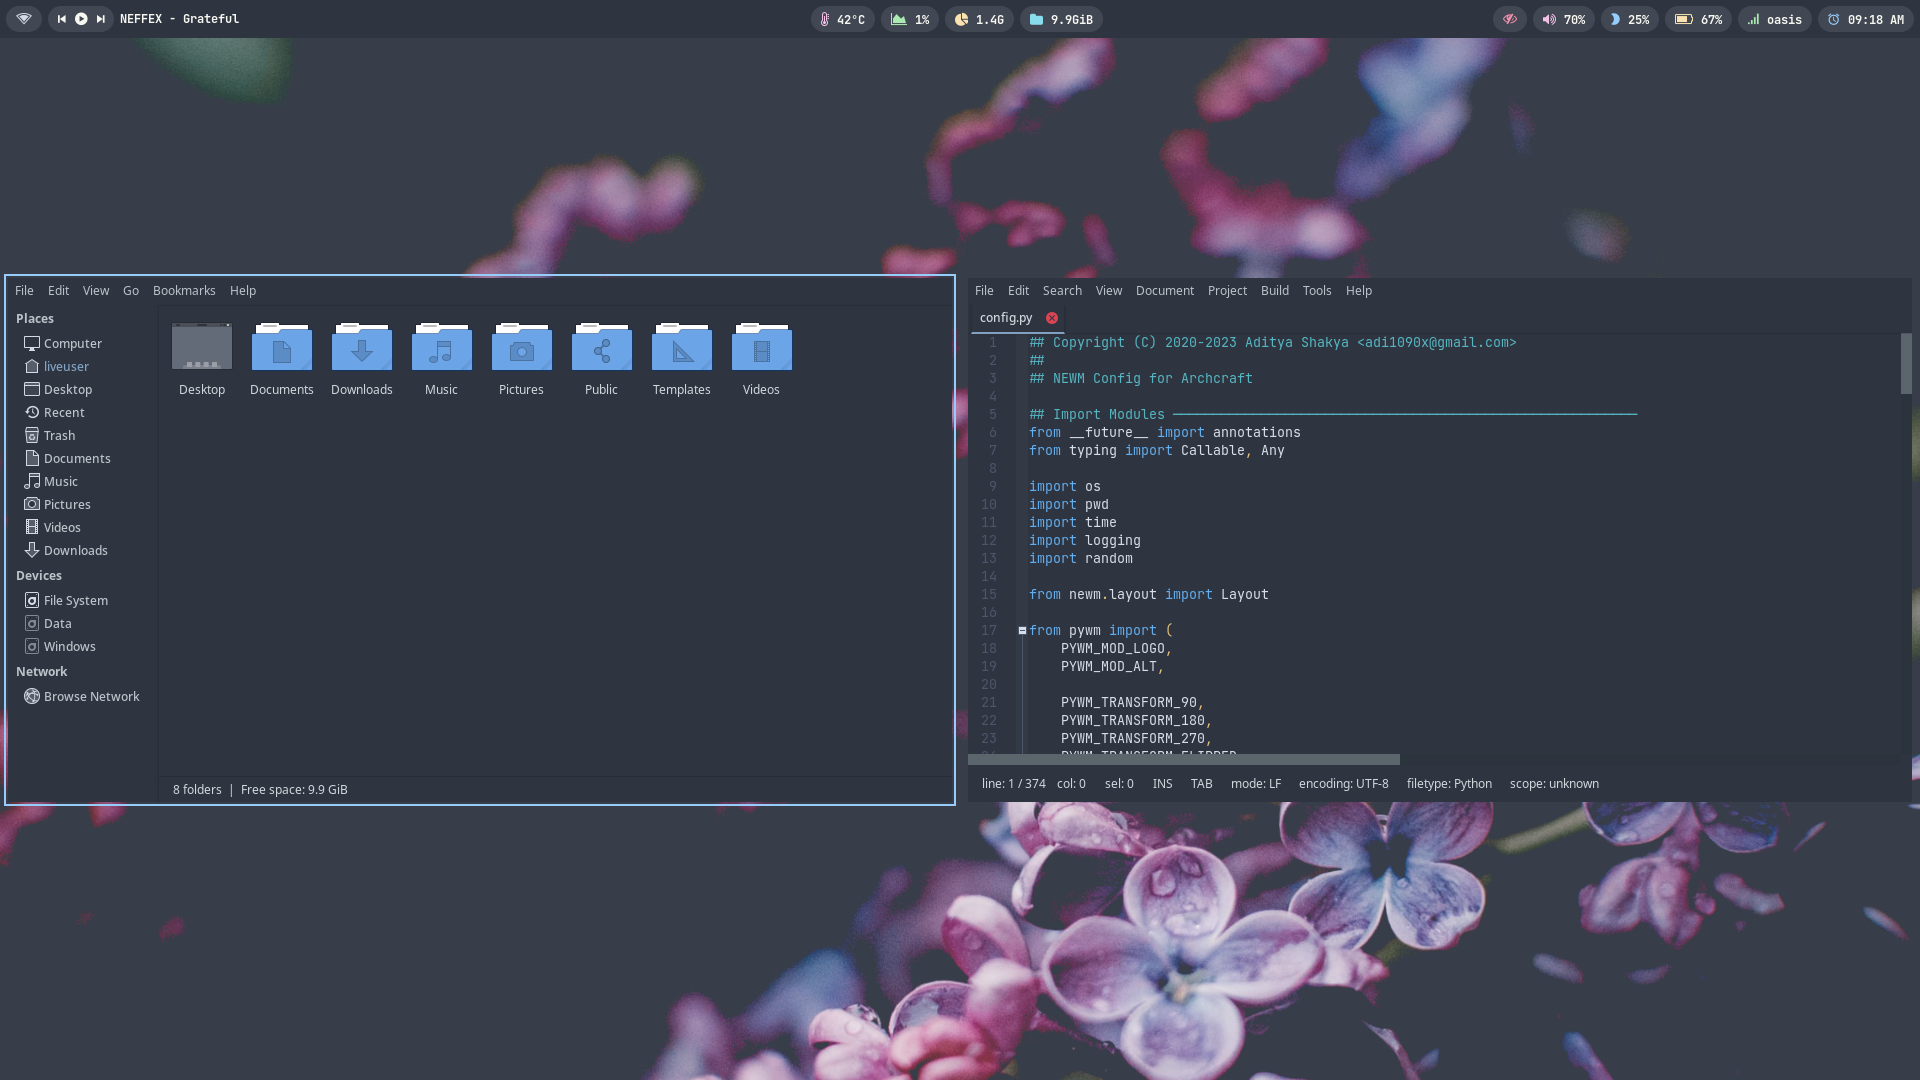 NEFFEX - Grateful
42°C
1%
1.4G
9.9GiB
70%
25%
67%
oasis
09:18 AM
File Edit View Go Bookmarks Help
Places
Computer
liveuser
Desktop
Recent
Trash
Documents
Music
Pictures
Videos
Downloads
Devices
File System
Data
Windows
Network
Browse Network
Desktop Documents Downloads Music Pictures Public Templates Videos
8 folders | Free space: 9.9 GiB
File Edit Search View Document Project Build Tools Help
config.py
1 ## Copyright (C) 2020-2023 Aditya Shakya <adi1090x@gmail.com>
2 ##
3 ## NEWM Config for Archcraft
4
5 ## Import Modules ----------------------------------------------------------
6 from __future__ import annotations
7 from typing import Callable, Any
8
9 import os
10 import pwd
11 import time
12 import logging
13 import random
14
15 from newm.layout import Layout
16
17 from pywm import (
18 PYWM_MOD_LOGO,
19 PYWM_MOD_ALT,
20
21 PYWM_TRANSFORM_90,
22 PYWM_TRANSFORM_180,
23 PYWM_TRANSFORM_270,
line: 1 / 374 col: 0 sel: 0 INS TAB mode: LF encoding: UTF-8 filetype: Python scope: unknown